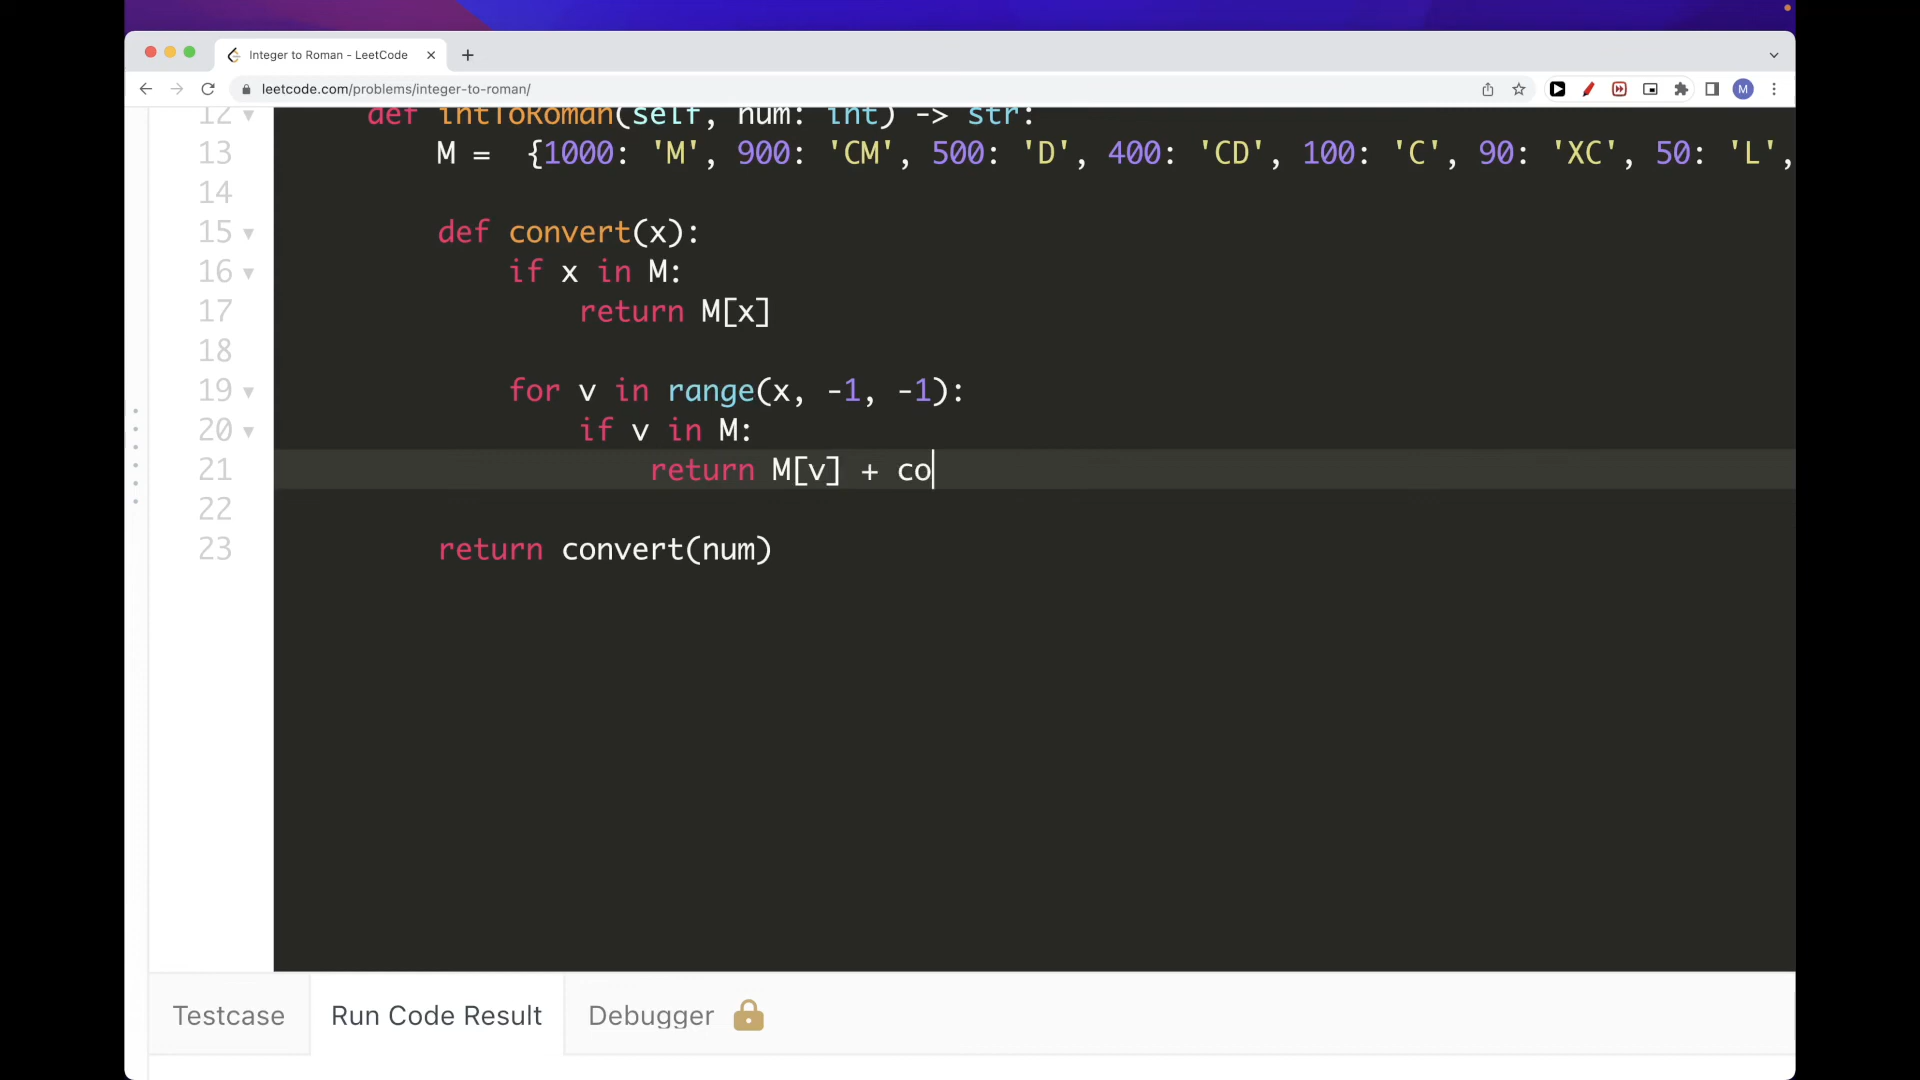 Integer to Roman - LeetCode
leetcode.com/problems/integer-to-roman/
M
12 def intToRoman(self, num: int) -> str:
13 M = {1000: 'M', 900: 'CM', 500: 'D', 400: 'CD', 100: 'C', 90: 'XC', 50: 'L',
14
15 def convert(x):
16 if x in M:
17 return M[x]
18
19 for v in range(x, -1, -1):
20 if v in M:
21 return M[v] + co
22
23 return convert(num)
Testcase Run Code Result Debugger